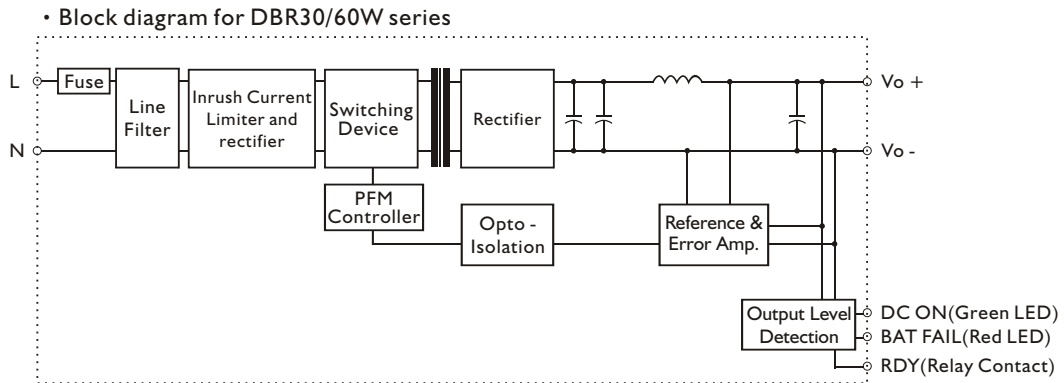 • Block diagram for DBR30/60W series
L
Fuse
Line
Filter
Inrush Current
Limiter and
rectifier
Switching
Device
Rectifier
Vo +
N
Vo -
PFM
Controller
Opto -
Isolation
Reference &
Error Amp.
Output Level
Detection
DC ON(Green LED)
BAT FAIL(Red LED)
RDY(Relay Contact)